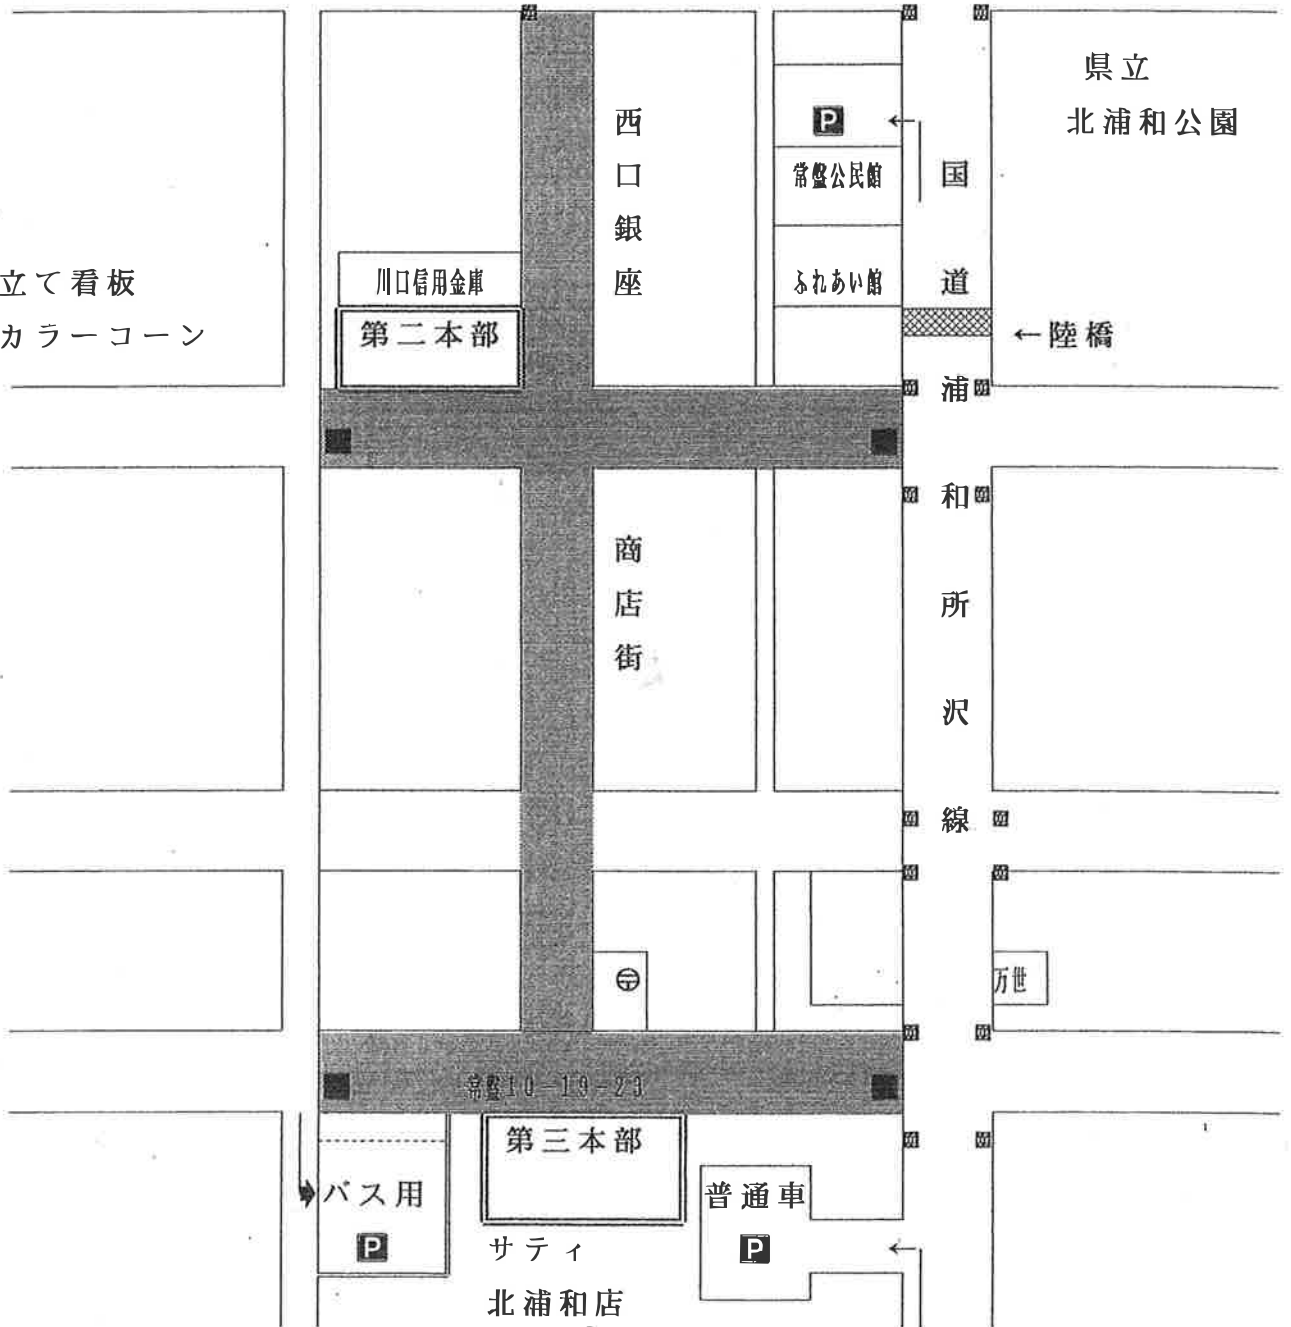 県立
北浦和公園
西口銀座
P
常盤公民館
国道浦和所沢線
川口信用金庫
ふれあい館
立て看板
カラーコーン
第二本部
←陸橋
商店街
〒
万世
常盤10-19-23
第三本部
バス用
P
普通車
P
サティ
北浦和店